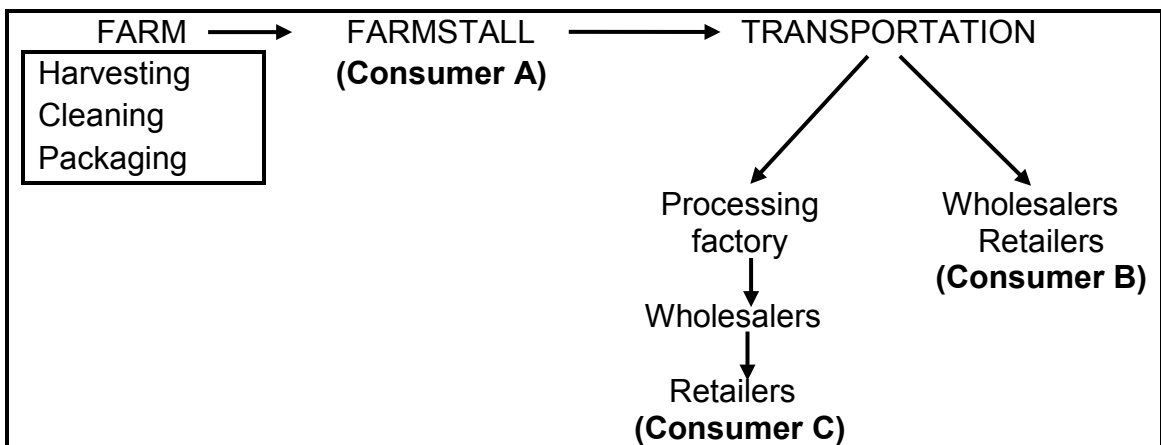 FARM FARMSTALL TRANSPORTATION
(Consumer A)
Harvesting
Cleaning
Packaging
Processing
factory
Wholesalers
Retailers
(Consumer C)
Wholesalers
Retailers
(Consumer B)